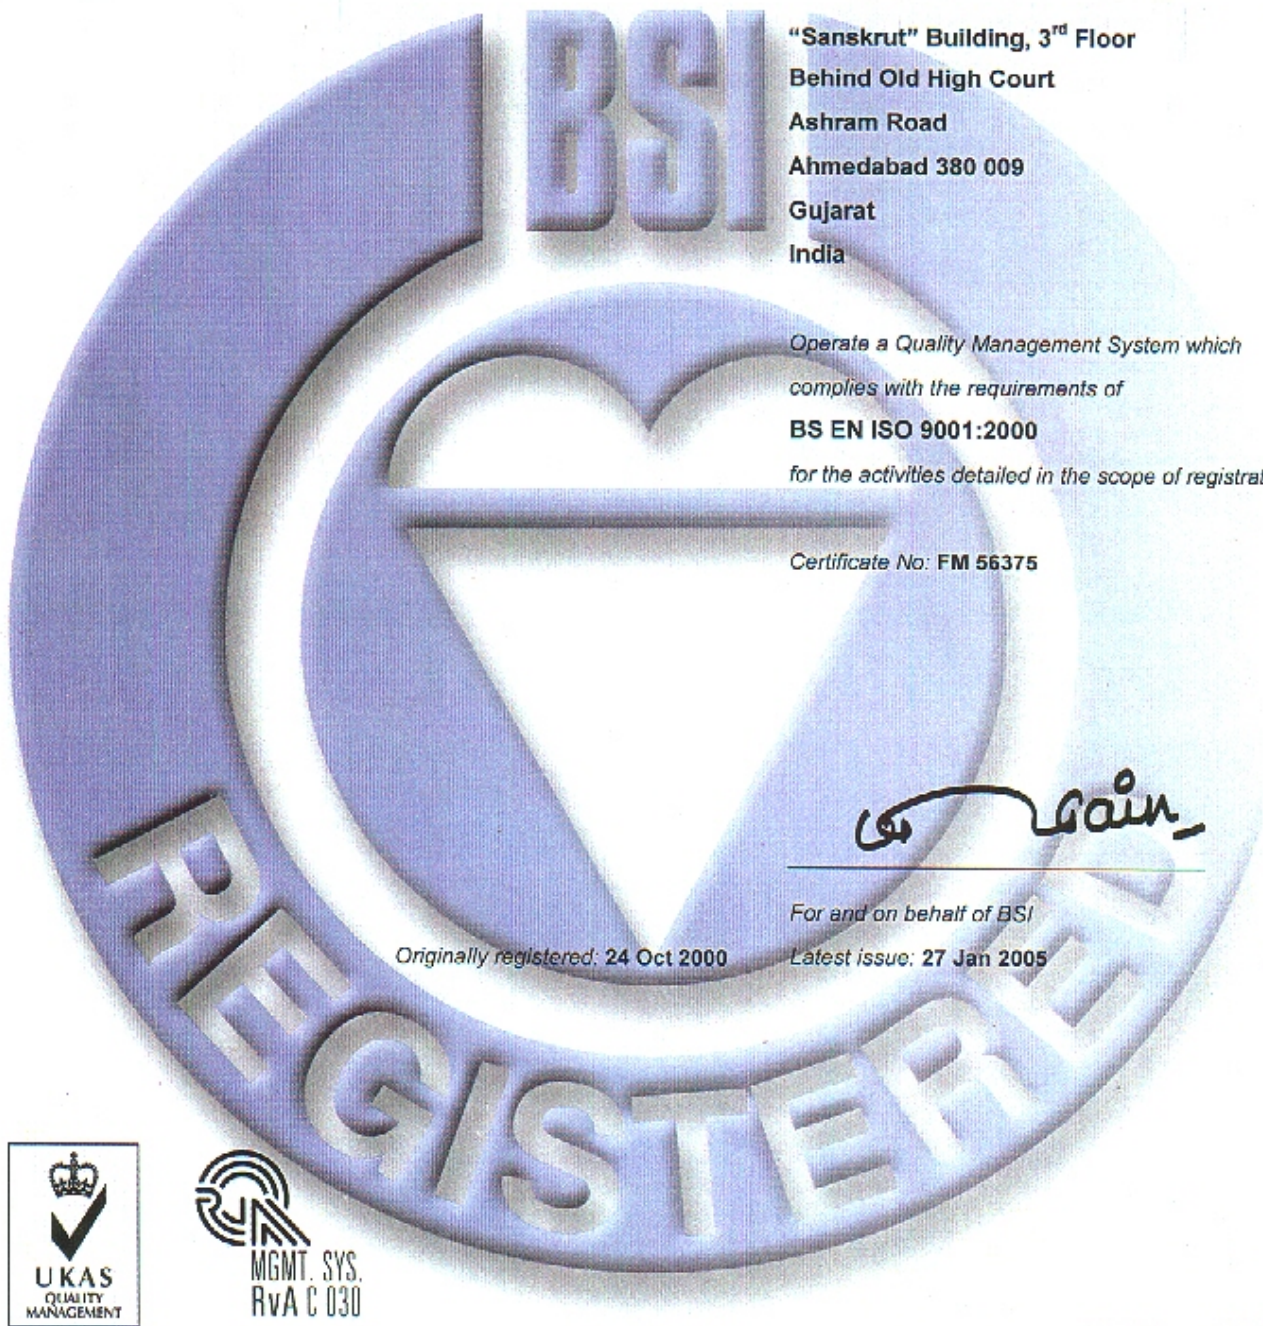 BSI
“Sanskrut” Building, 3rd Floor
Behind Old High Court
Ashram Road
Ahmedabad 380 009
Gujarat
India
Operate a Quality Management System which
complies with the requirements of
BS EN ISO 9001:2000
for the activities detailed in the scope of registrat
Certificate No: FM 56375
For and on behalf of BSI
Originally registered: 24 Oct 2000
Latest issue: 27 Jan 2005
REGISTERED
UKAS
QUALITY
MANAGEMENT
RvA
MGMT. SYS.
RvA C 030